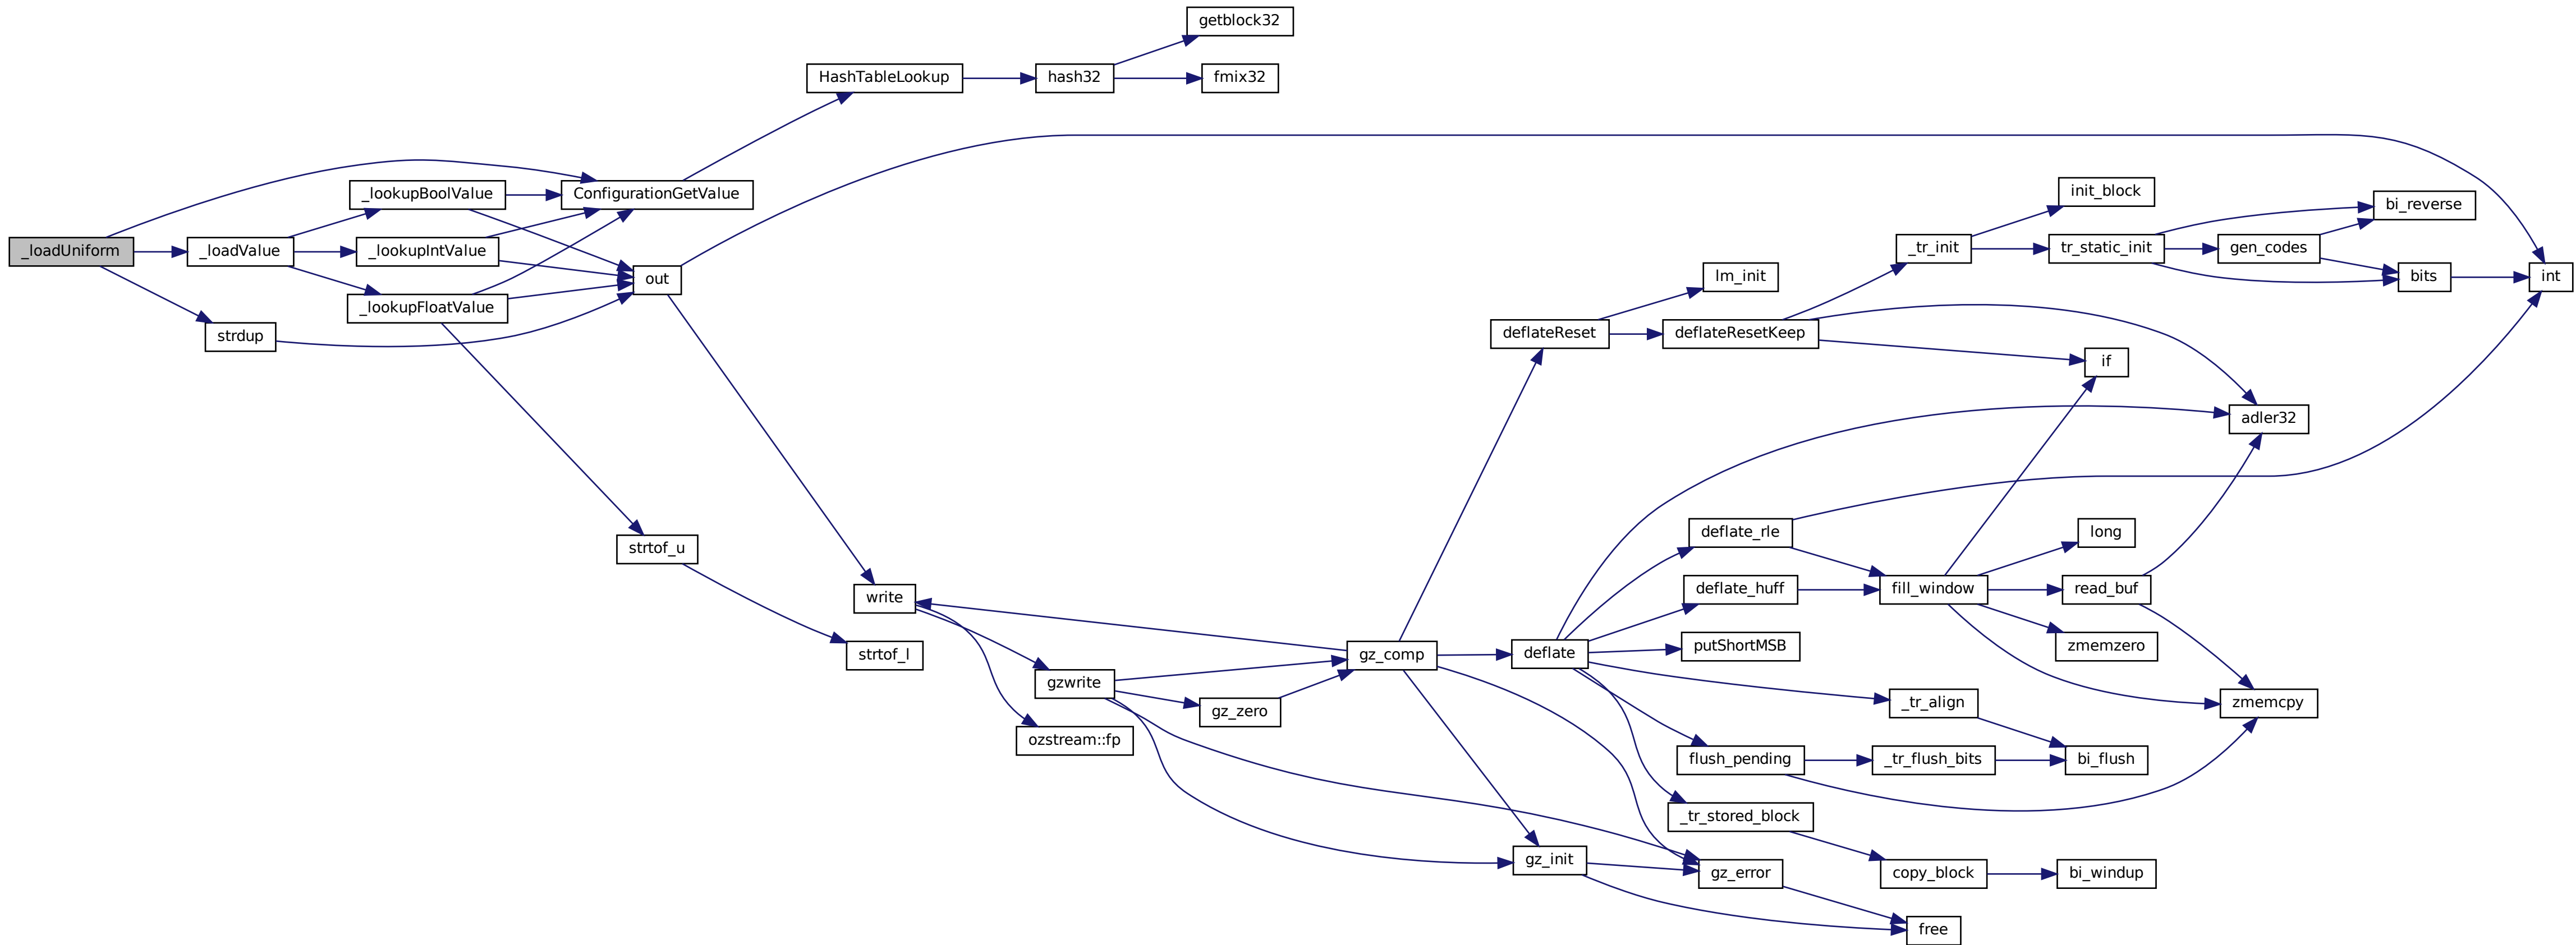 getblock32
HashTableLookup
hash32
fmix32
_lookupBoolValue
ConfigurationGetValue
init_block
bi_reverse
_loadUniform
_loadValue
_lookupIntValue
_tr_init
tr_static_init
gen_codes
out
lm_init
bits
int
_lookupFloatValue
strdup
deflateReset
deflateResetKeep
if
adler32
deflate_rle
long
strtof_u
write
deflate_huff
fill_window
read_buf
strtof_l
gz_comp
deflate
putShortMSB
zmemzero
gzwrite
gz_zero
_tr_align
zmemcpy
ozstream::fp
flush_pending
_tr_flush_bits
bi_flush
_tr_stored_block
gz_init
gz_error
copy_block
bi_windup
free